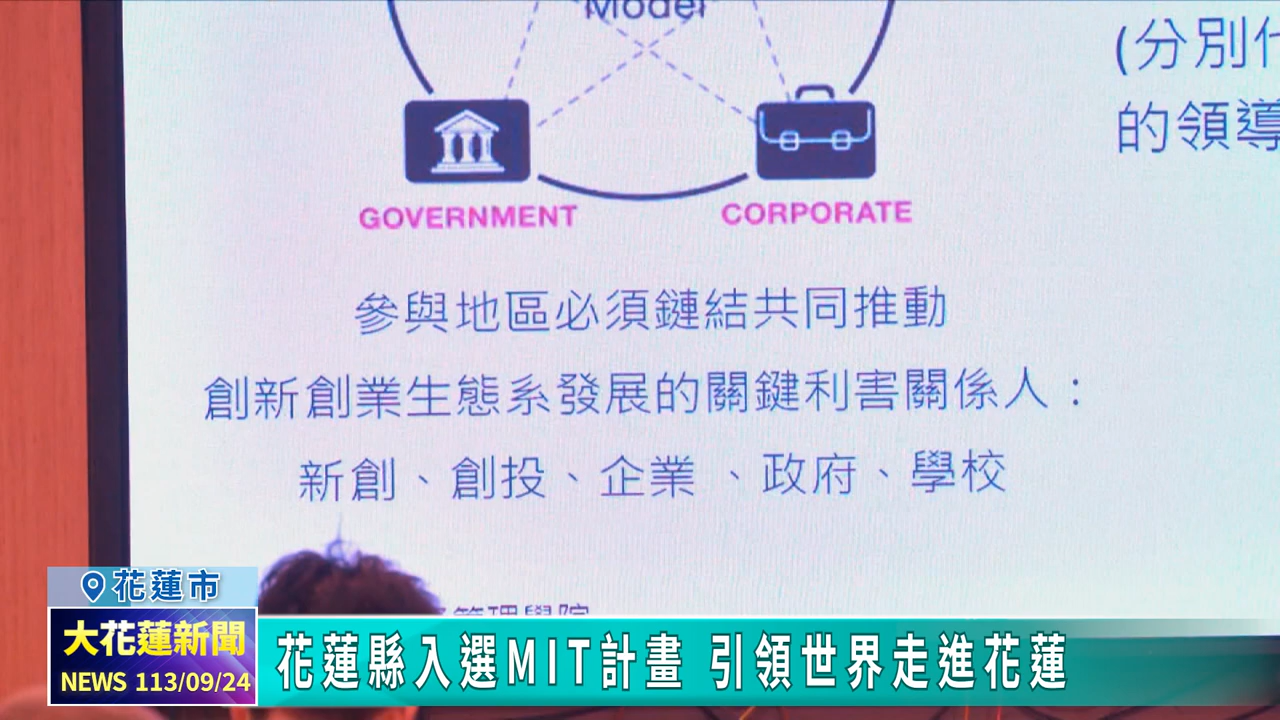 Model
(分別
的領導
GOVERNMENT
CORPORATE
參與地區必須鏈結共同推動
創新創業生態系發展的關鍵利害關係人：
新創、創投、企業、政府、學校
管理學院
花蓮市
大花蓮新聞
NEWS 113/09/24
花蓮縣入選MIT計畫 引領世界走進花蓮